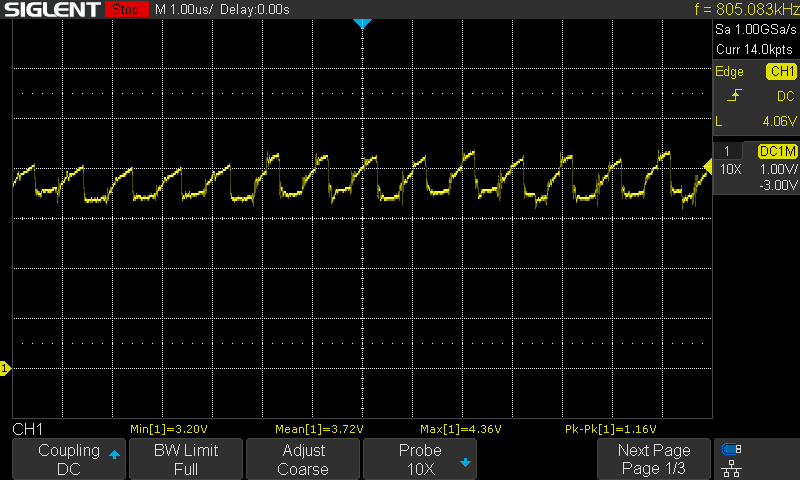 SIGLENT Stop M 1.00us/ Delay:0.00s f = 805.083kHz
Sa 1.00GSa/s
Curr 14.0kpts
Edge CH1
DC
L 4.06V
1 DC1M
10X 1.00V/
-3.00V
1
CH1 Min[1]=3.20V Mean[1]=3.72V Max[1]=4.36V Pk-Pk[1]=1.16V
Coupling BW Limit Adjust Probe Next Page
DC Full Coarse 10X Page 1/3